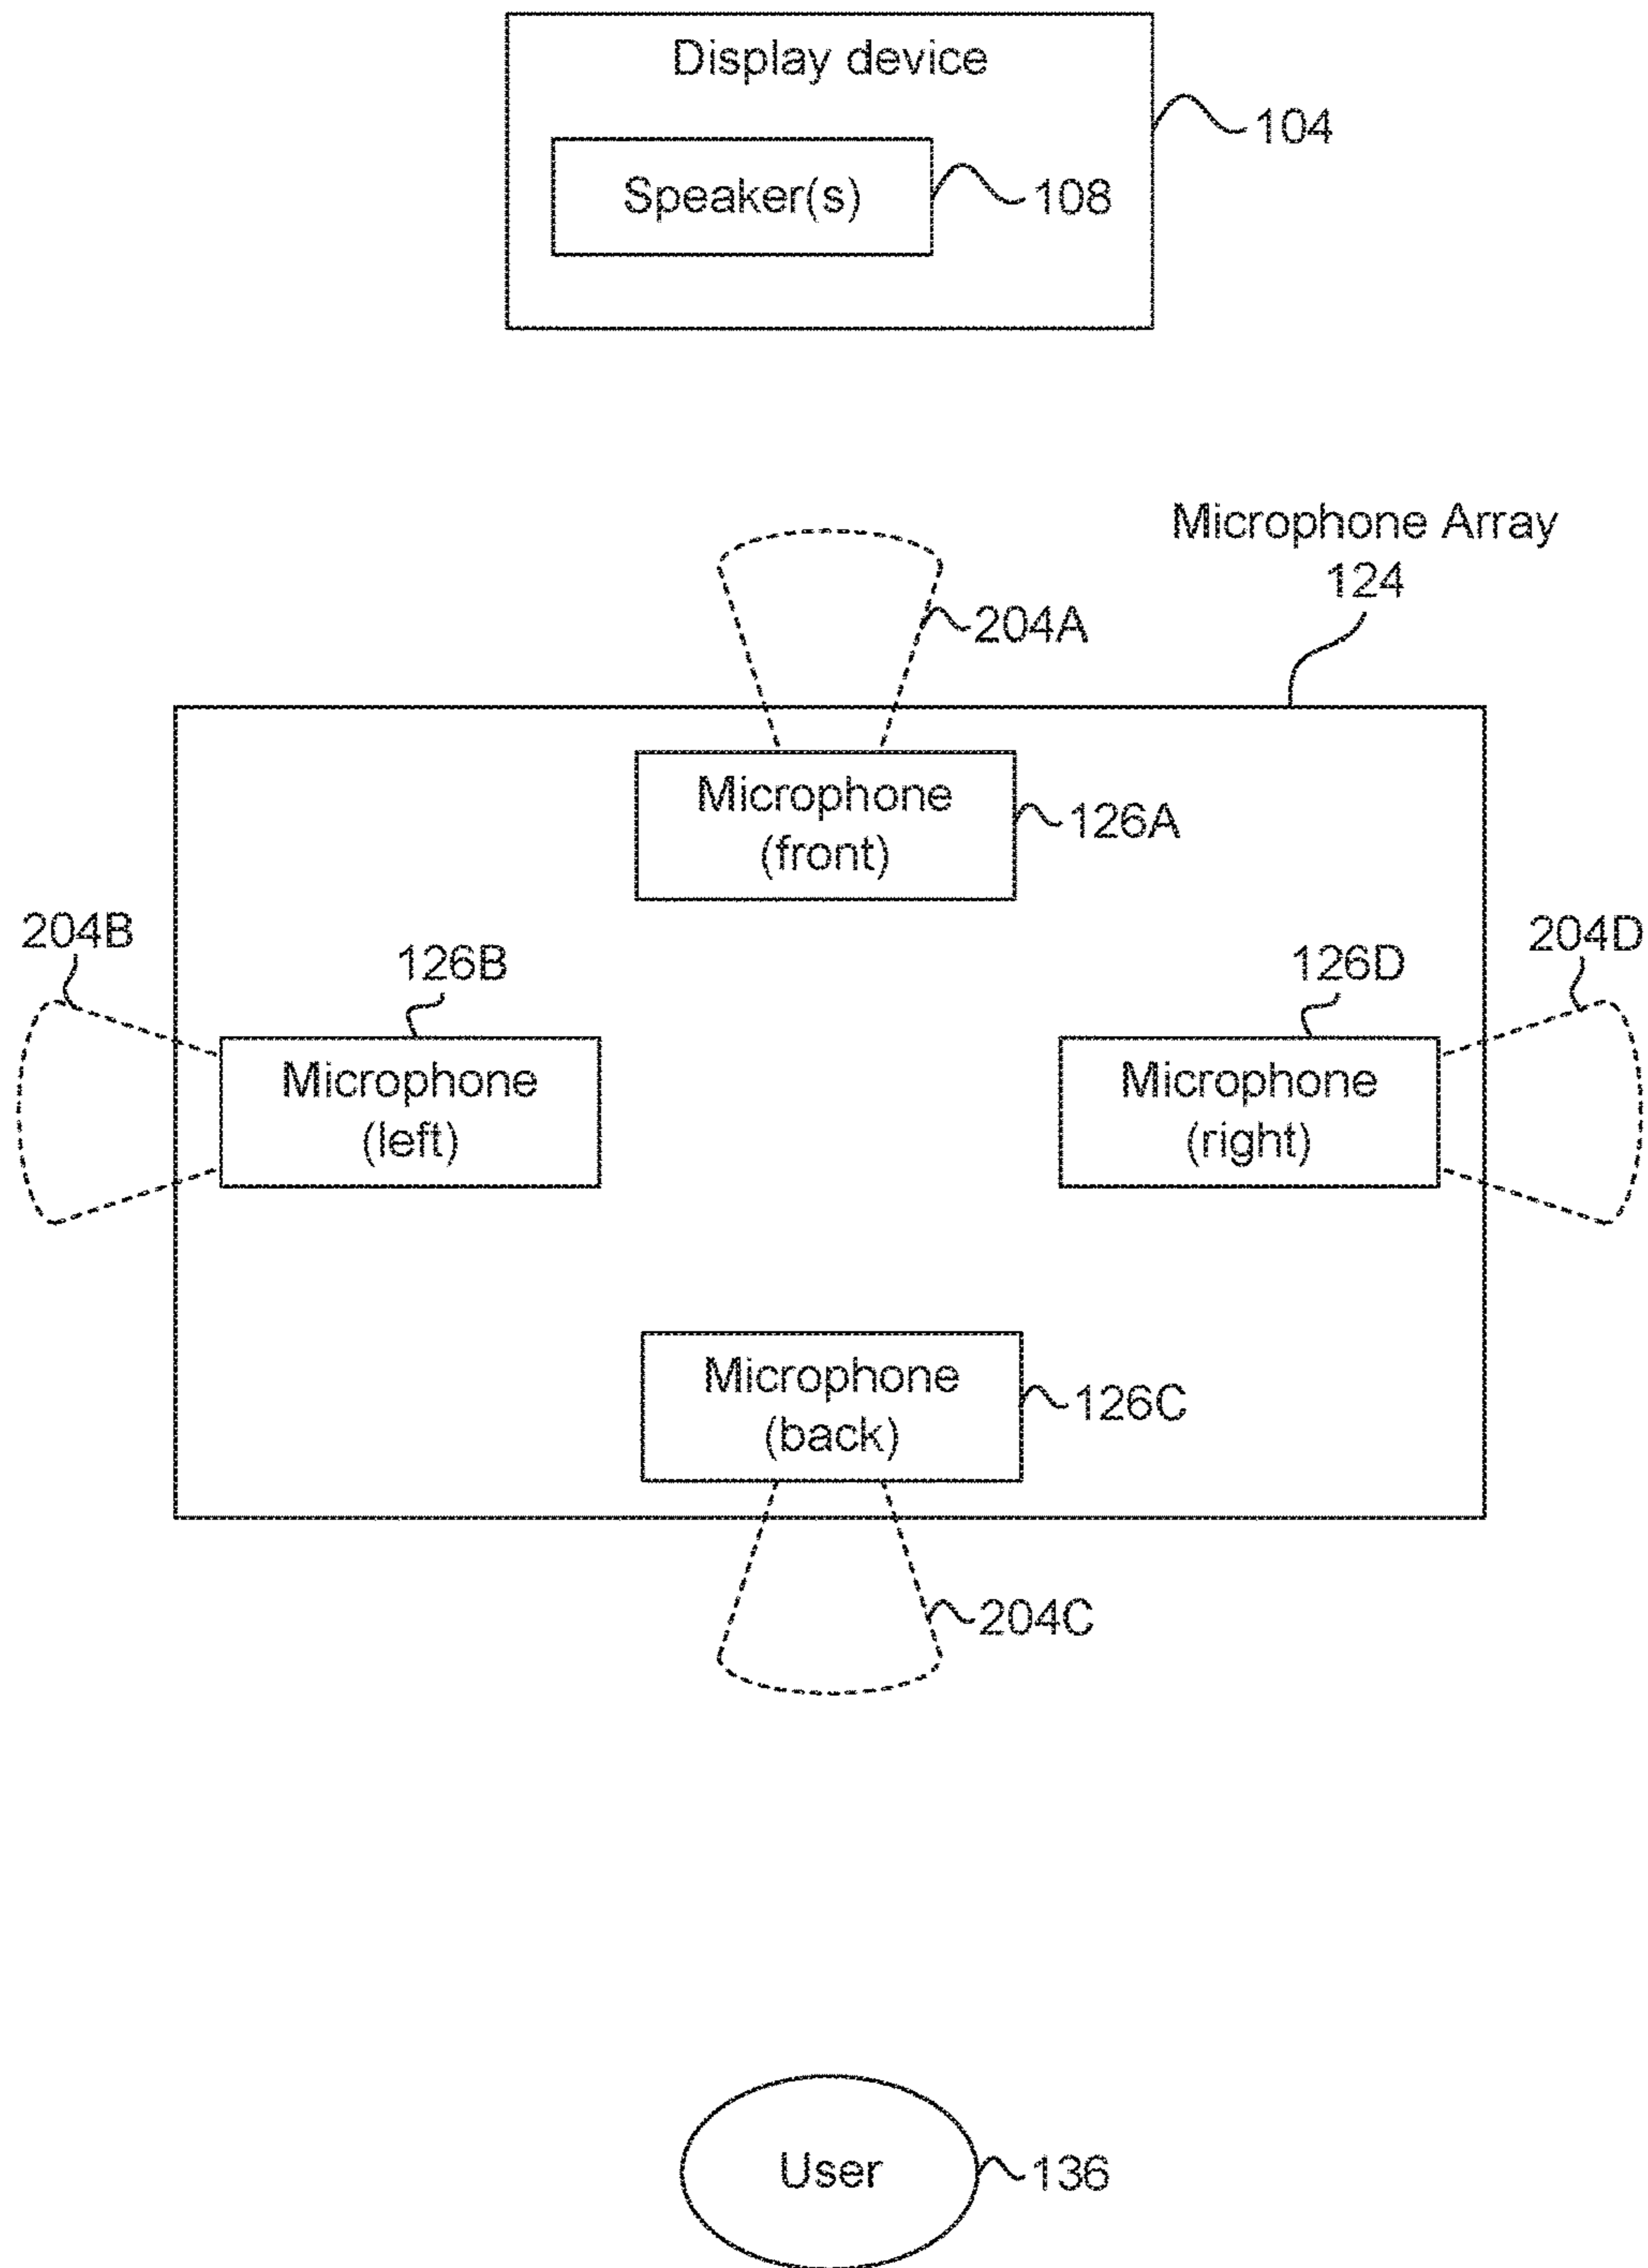 Display device
104
Speaker(s)
108
Microphone Array
124
204A
Microphone
(front)
126A
204B
126B
126D
204D
Microphone
(left)
Microphone
(right)
Microphone
(back)
126C
204C
User
136